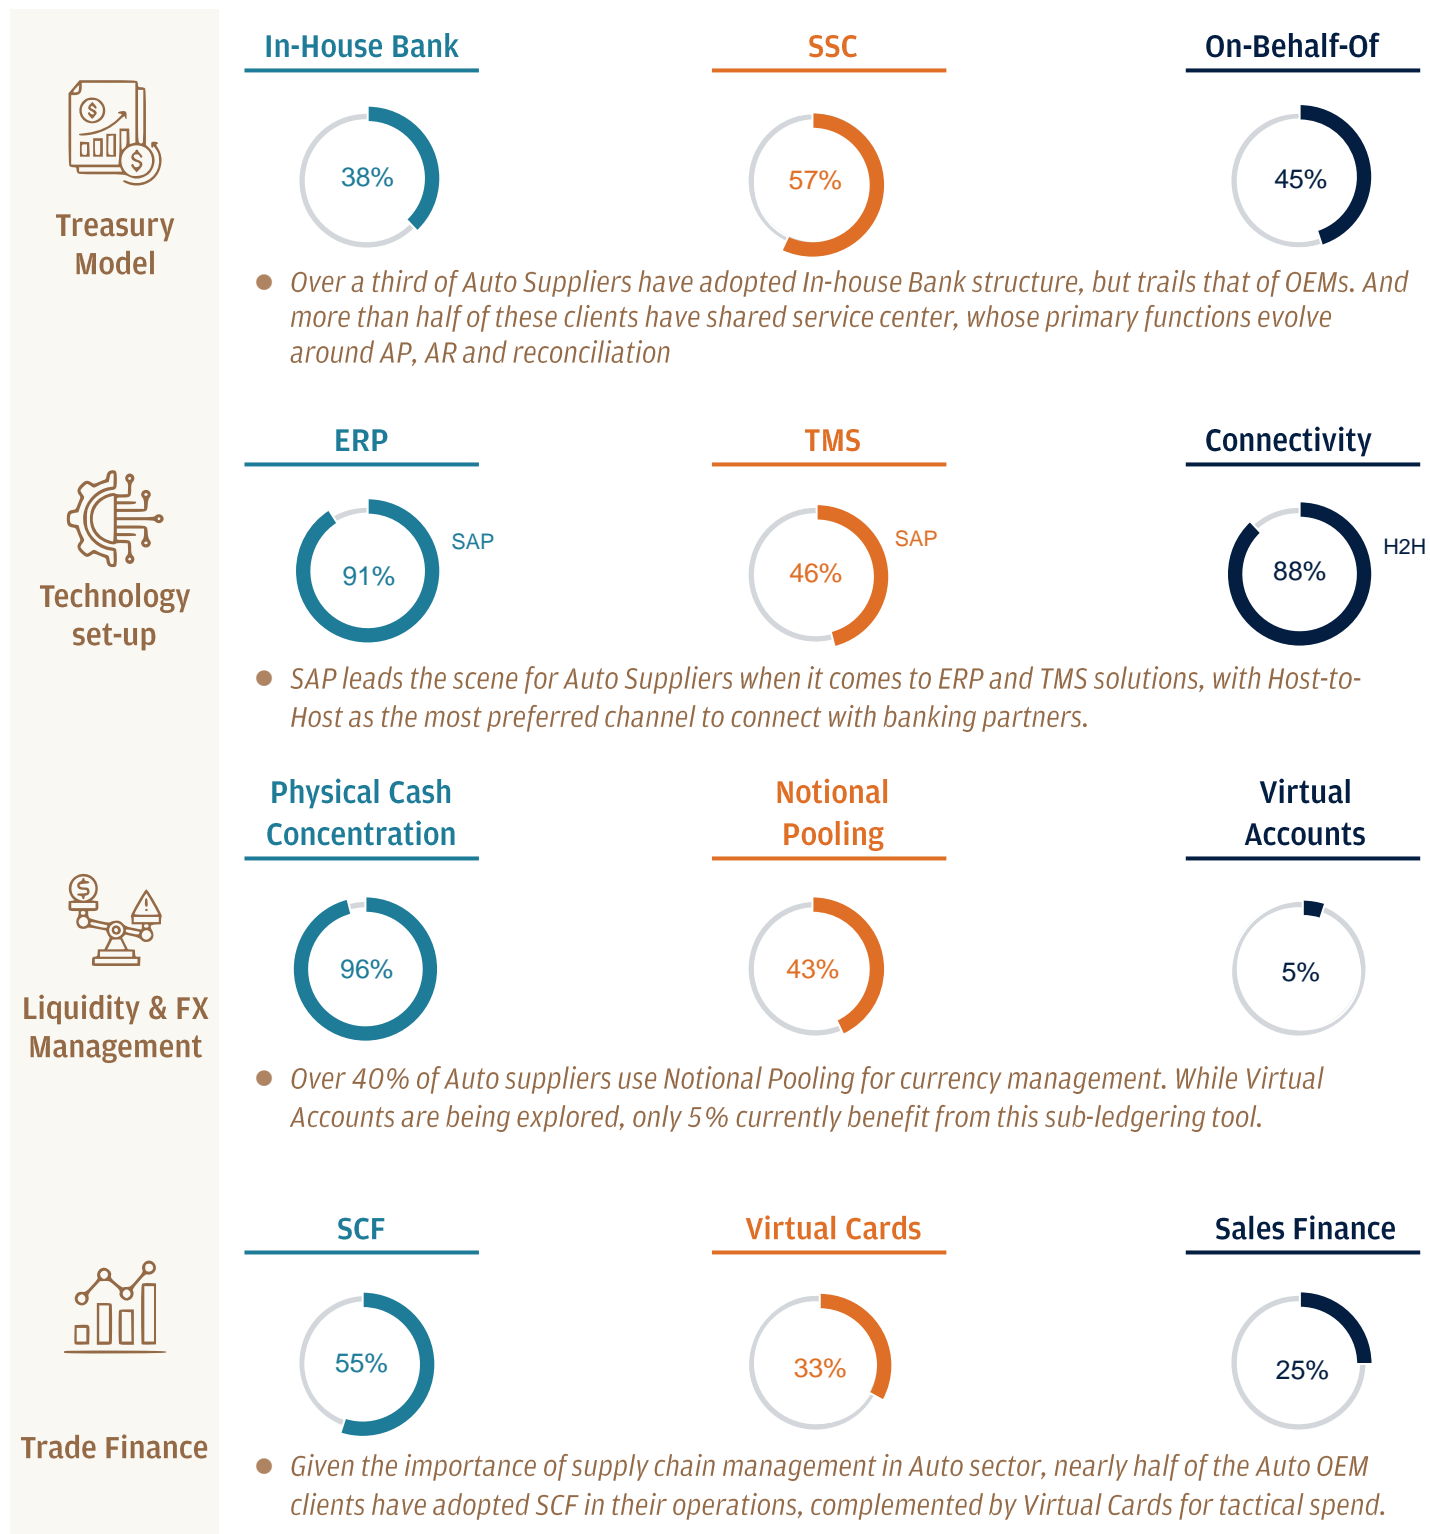 In-House Bank
SSC
On-Behalf-Of
$
$
38%
57%
45%
Treasury
Model
Over a third of Auto Suppliers have adopted In-house Bank structure, but trails that of OEMs. And
more than half of these clients have shared service center, whose primary functions evolve
around AP, AR and reconciliation
ERP
TMS
Connectivity
91%
SAP
46%
SAP
88%
H2H
Technology
set-up
SAP leads the scene for Auto Suppliers when it comes to ERP and TMS solutions, with Host-to-
Host as the most preferred channel to connect with banking partners.
Physical Cash
Concentration
Notional
Pooling
Virtual
Accounts
$
!
96%
43%
5%
Liquidity & FX
Management
Over 40% of Auto suppliers use Notional Pooling for currency management. While Virtual
Accounts are being explored, only 5% currently benefit from this sub-ledgering tool.
SCF
Virtual Cards
Sales Finance
55%
33%
25%
Trade Finance
Given the importance of supply chain management in Auto sector, nearly half of the Auto OEM
clients have adopted SCF in their operations, complemented by Virtual Cards for tactical spend.